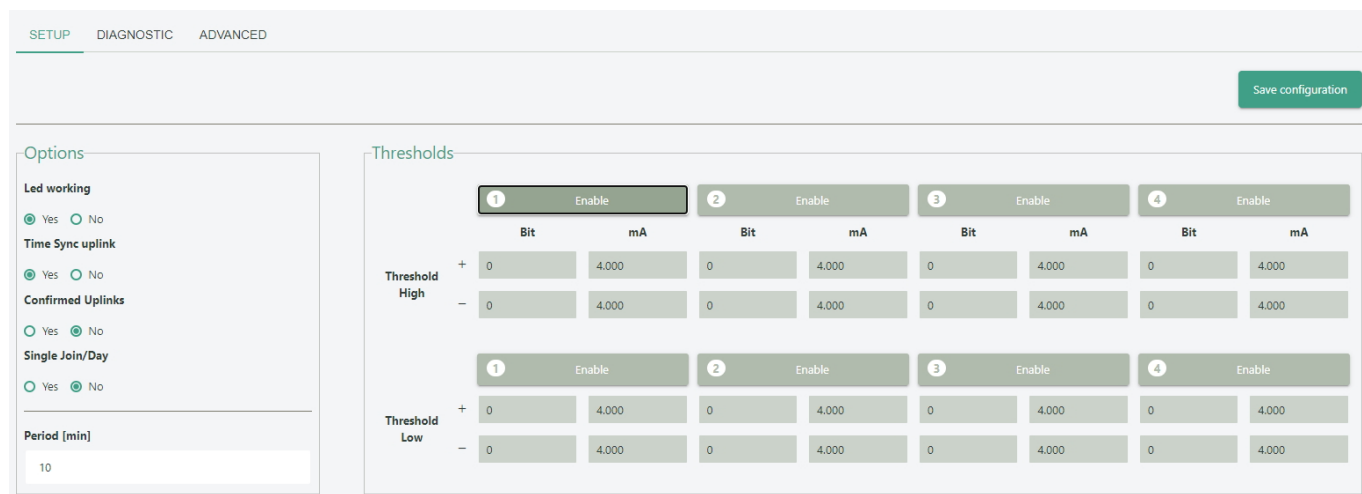 SETUP DIAGNOSTIC ADVANCED
Save configuration
Options
Led working
Yes No
Time Sync uplink
Yes No
Confirmed Uplinks
Yes No
Single Join/Day
Yes No
Period [min]
10
Thresholds
1 Enable 2 Enable 3 Enable 4 Enable
Bit mA Bit mA Bit mA Bit mA
Threshold High
+ 0 4.000 0 4.000 0 4.000 0 4.000
− 0 4.000 0 4.000 0 4.000 0 4.000
1 Enable 2 Enable 3 Enable 4 Enable
Threshold Low
+ 0 4.000 0 4.000 0 4.000 0 4.000
− 0 4.000 0 4.000 0 4.000 0 4.000